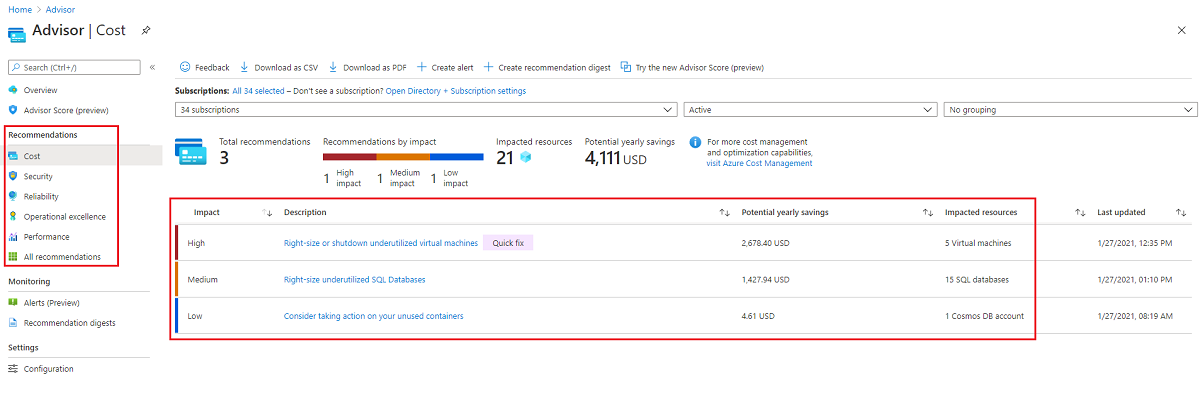 Home > Advisor
Advisor | Cost
Search (Ctrl+/)
«
Overview
Advisor Score (preview)
Recommendations
Cost
Security
Reliability
Operational excellence
Performance
All recommendations
Monitoring
Alerts (Preview)
Recommendation digests
Settings
Configuration
Feedback Download as CSV Download as PDF Create alert Create recommendation digest Try the new Advisor Score (preview)
Subscriptions: All 34 selected – Don't see a subscription? Open Directory + Subscription settings
34 subscriptions Active No grouping
Total recommendations
3
Recommendations by impact
1 High impact 1 Medium impact 1 Low impact
Impacted resources
21
Potential yearly savings
4,111 USD
For more cost management
and optimization capabilities,
visit Azure Cost Management
Impact Description Potential yearly savings Impacted resources Last updated
High Right-size or shutdown underutilized virtual machines Quick fix 2,678.40 USD 5 Virtual machines 1/27/2021, 12:35 PM
Medium Right-size underutilized SQL Databases 1,427.94 USD 15 SQL databases 1/27/2021, 01:10 PM
Low Consider taking action on your unused containers 4.61 USD 1 Cosmos DB account 1/27/2021, 08:19 AM